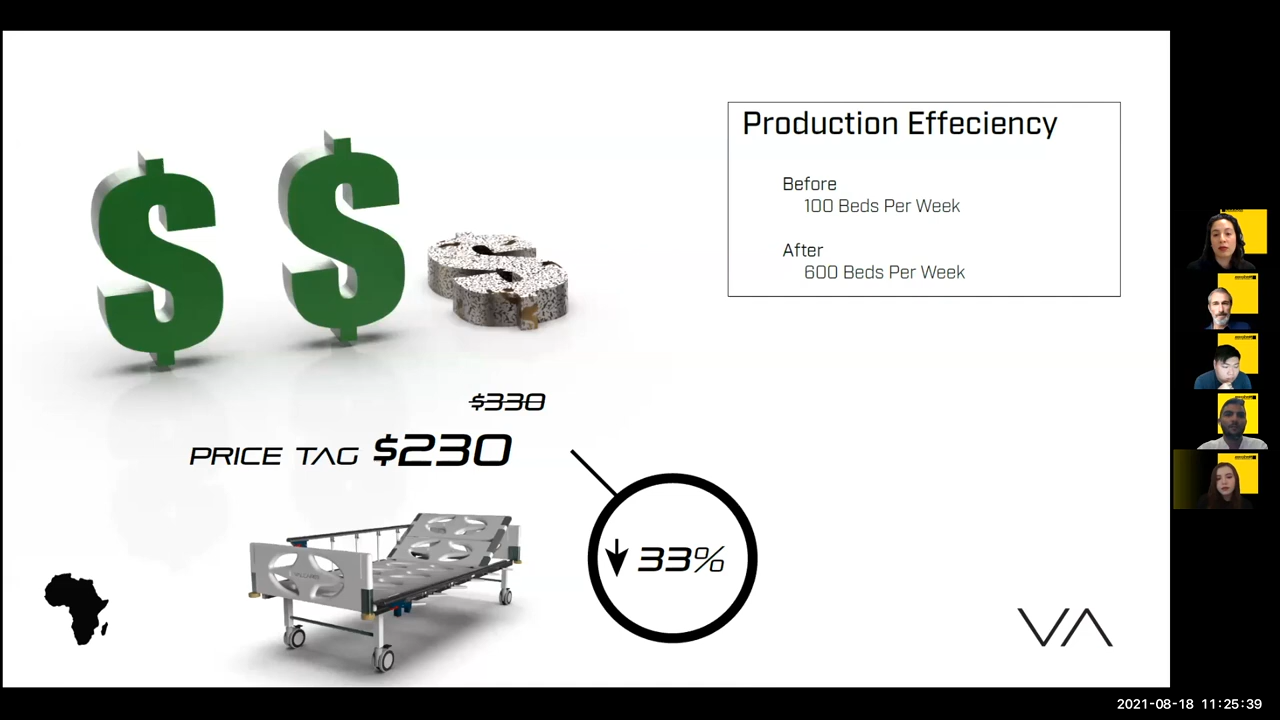 Production Effeciency
Before
100 Beds Per Week
After
600 Beds Per Week
$ $ $
$330
PRICE TAG $230
33%
VA
2021-08-18 11:25:39